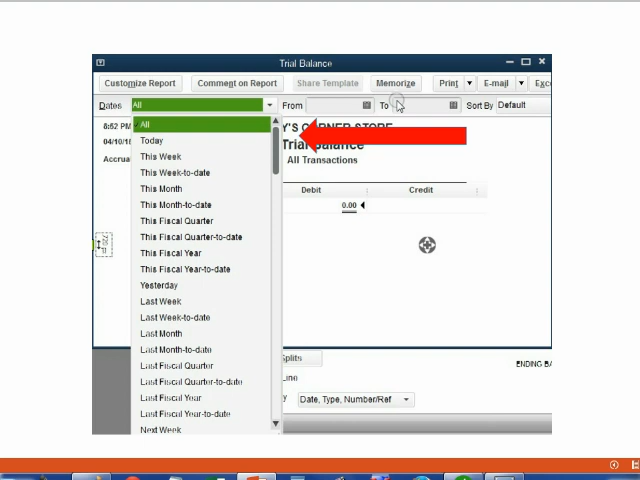 Trial Balance
Customize Report Comment on Report Share Template Memorize Print E-mail
Dates All From To Sort By Default
6:52 PM
04/10/1
Accrua
Y'S CORNER STORE
Trial Balance
All Transactions
Debit Credit
0.00
✓ All
Today
This Week
This Week-to-date
This Month
This Month-to-date
This Fiscal Quarter
This Fiscal Quarter-to-date
This Fiscal Year
This Fiscal Year-to-date
Yesterday
Last Week
Last Week-to-date
Last Month
Last Month-to-date
Last Fiscal Quarter
Last Fiscal Quarter-to-date
Last Fiscal Year
Last Fiscal Year-to-date
Next Week
Splits
ENDING BA
Line
y Date, Type, Number/Ref